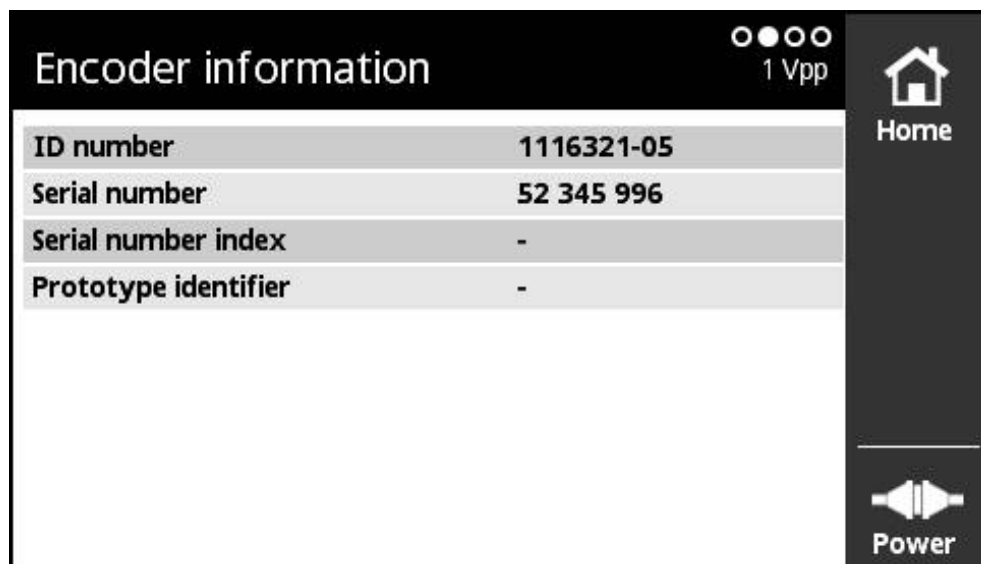 Encoder information
1 Vpp
Home
ID number 1116321-05
Serial number 52 345 996
Serial number index -
Prototype identifier -
Power